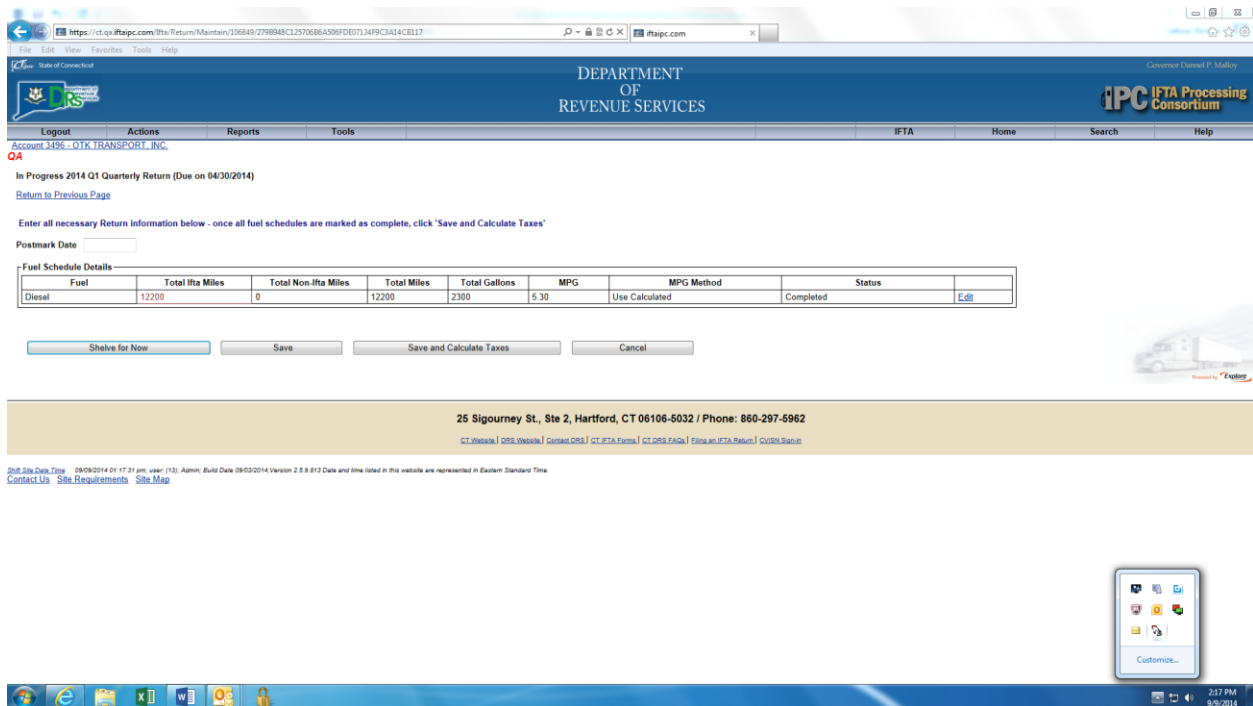 https://ct.qa.iftaipc.com/Ifta/Return/Maintain/106849/2798948C125706B6A506FDE07134F9C3A14CB117
iftaipc.com
File Edit View Favorites Tools Help
State of Connecticut
Governor Dannel P. Malloy
DEPARTMENT
OF
REVENUE SERVICES
DRS
IPC IFTA Processing
Consortium
Logout Actions Reports Tools IFTA Home Search Help
Account 3496 - OTK TRANSPORT, INC.
QA
In Progress 2014 Q1 Quarterly Return (Due on 04/30/2014)
Return to Previous Page
Enter all necessary Return information below - once all fuel schedules are marked as complete, click 'Save and Calculate Taxes'
Postmark Date
Fuel Schedule Details
Fuel Total Ifta Miles Total Non-Ifta Miles Total Miles Total Gallons MPG MPG Method Status
Diesel 12200 0 12200 2300 5.30 Use Calculated Completed Edit
Shelve for Now Save Save and Calculate Taxes Cancel
Powered by Explore
25 Sigourney St., Ste 2, Hartford, CT 06106-5032 / Phone: 860-297-5962
CT Website | DRS Website | Contact DRS | CT IFTA Forms | CT DRS FAQs | Filing an IFTA Return | CVISN Sign-in
Shift Site Date Time 09/09/2014 01:17:31 pm; user: (13); Admin; Build Date 09/03/2014; Version 2.5.9.813 Date and time listed in this website are represented in Eastern Standard Time.
Contact Us Site Requirements Site Map
Customize...
2:17 PM
9/9/2014